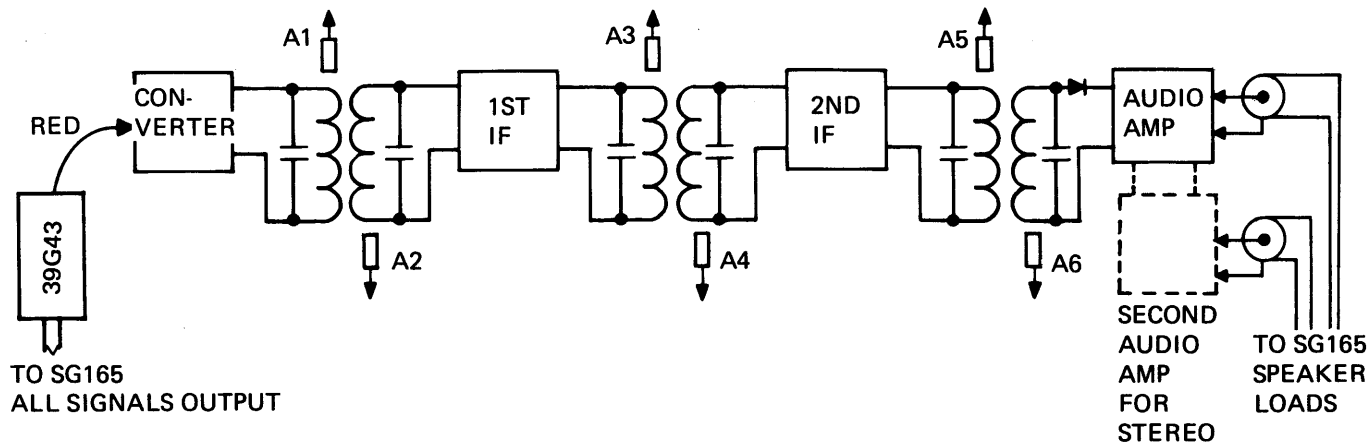 A1
A3
A5
CON-
VERTER
1ST
IF
2ND
IF
AUDIO
AMP
RED
39G43
A2
A4
A6
TO SG165
ALL SIGNALS OUTPUT
SECOND
AUDIO
AMP
FOR
STEREO
TO SG165
SPEAKER
LOADS